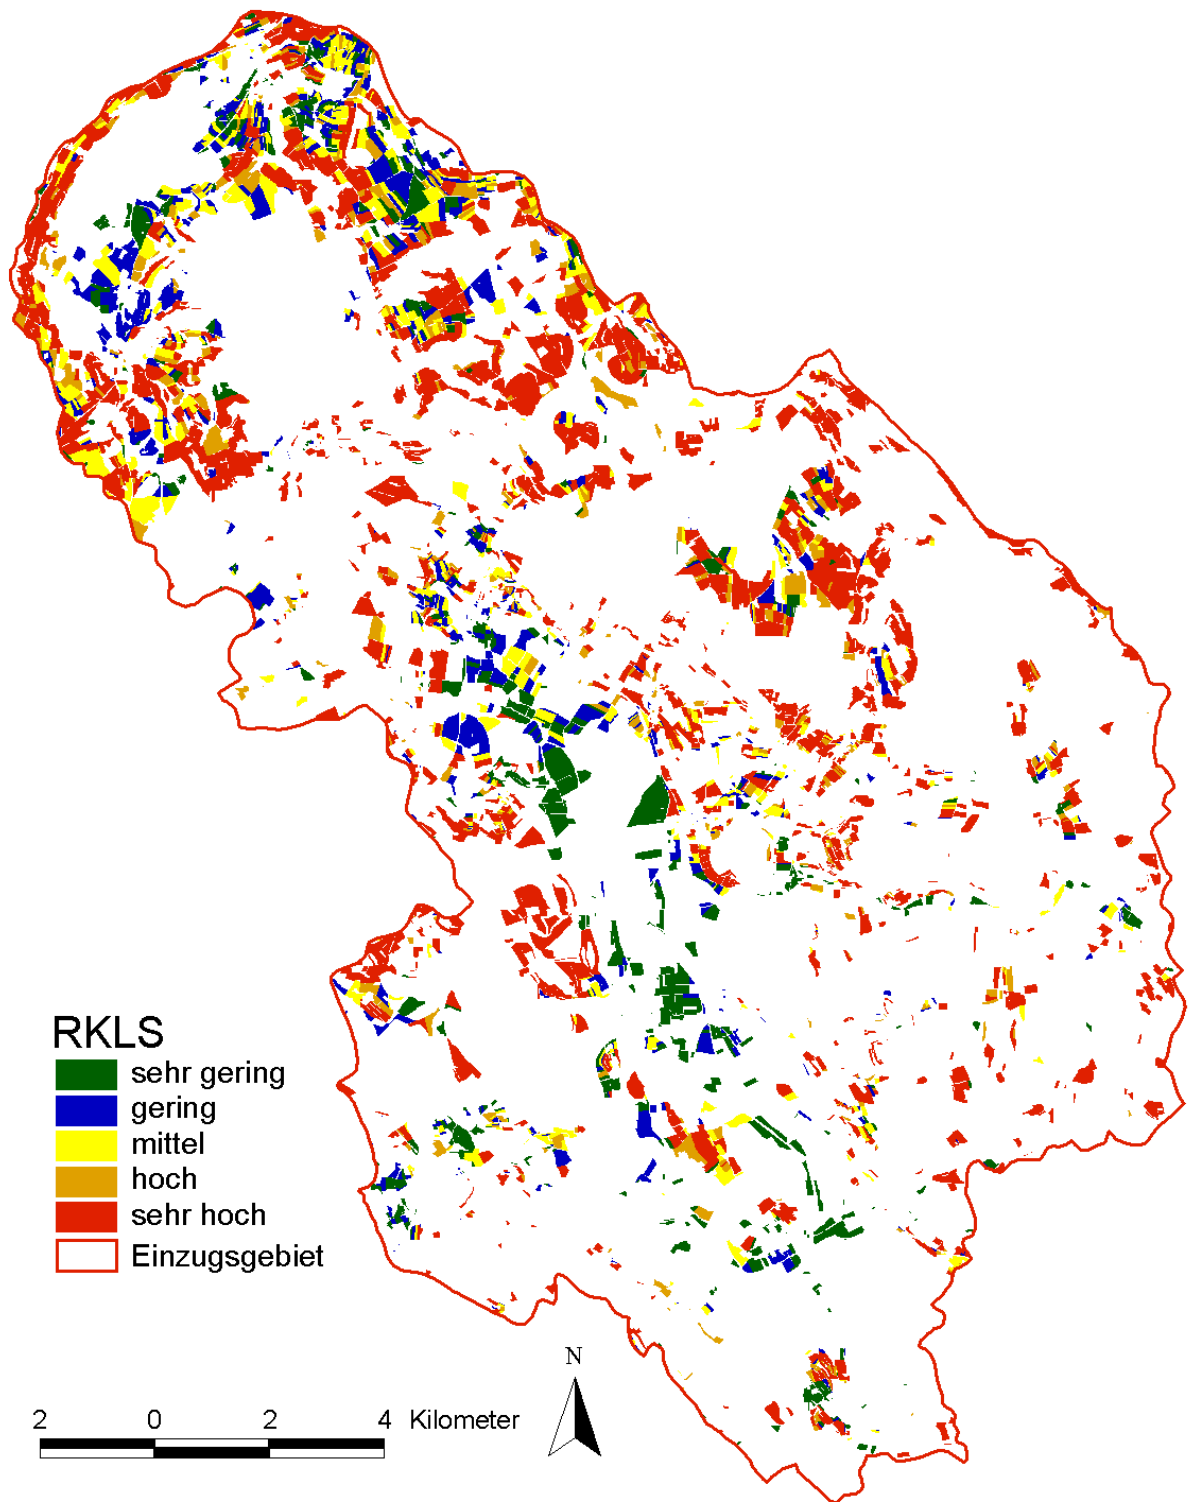 RKLS
sehr gering
gering
mittel
hoch
sehr hoch
Einzugsgebiet
N
2 0 2 4 Kilometer